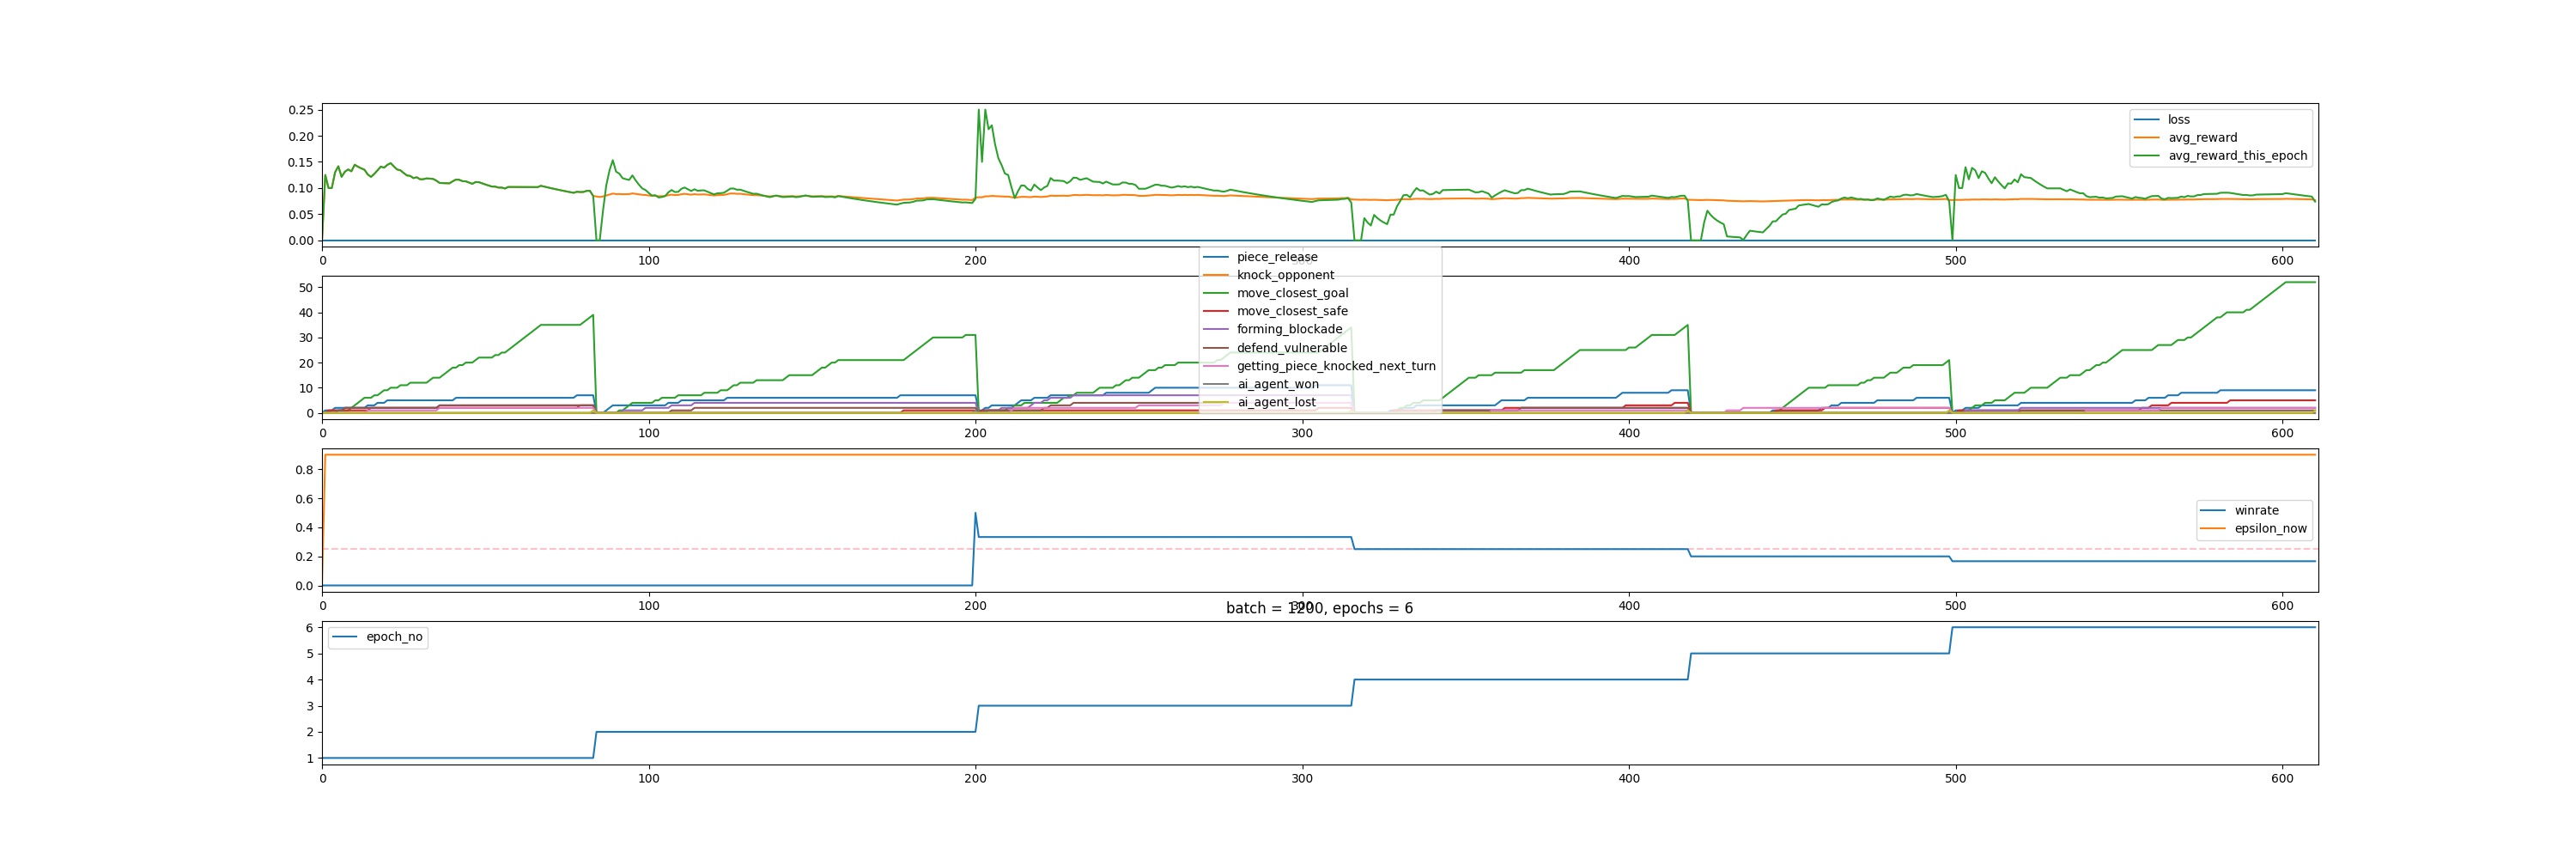 0.25
0.20
0.15
0.10
0.05
0.00
loss
avg_reward
avg_reward_this_epoch
0 100 200 300 400 500 600
50
40
30
20
10
0
piece_release
knock_opponent
move_closest_goal
move_closest_safe
forming_blockade
defend_vulnerable
getting_piece_knocked_next_turn
ai_agent_won
ai_agent_lost
0 100 200 300 400 500 600
0.8
0.6
0.4
0.2
0.0
winrate
epsilon_now
0 100 200 300 400 500 600
batch = 1200, epochs = 6
6
5
4
3
2
1
epoch_no
0 100 200 300 400 500 600